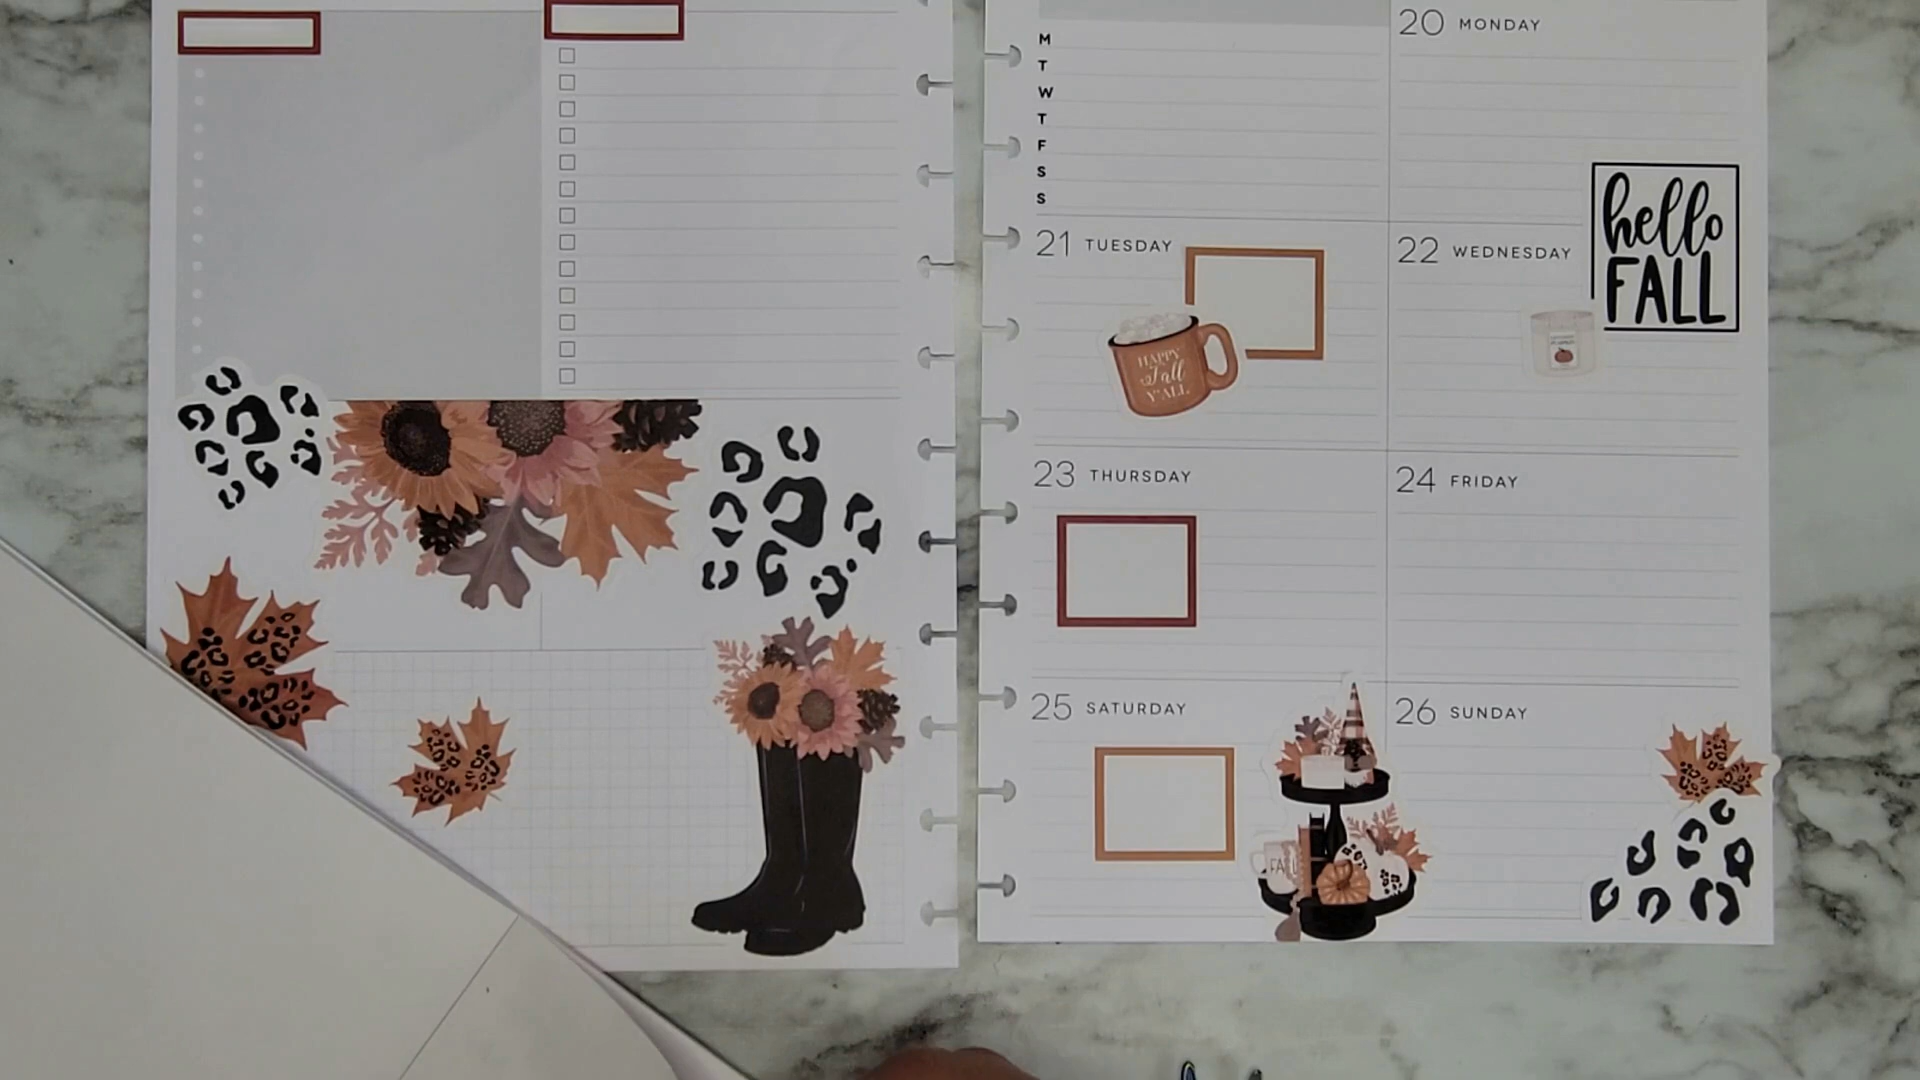 20 MONDAY
M
T
W
T
F
S
S
hello
FALL
21 TUESDAY
22 WEDNESDAY
HAPPY
Fall
Y'ALL
23 THURSDAY
24 FRIDAY
25 SATURDAY
26 SUNDAY
FALL